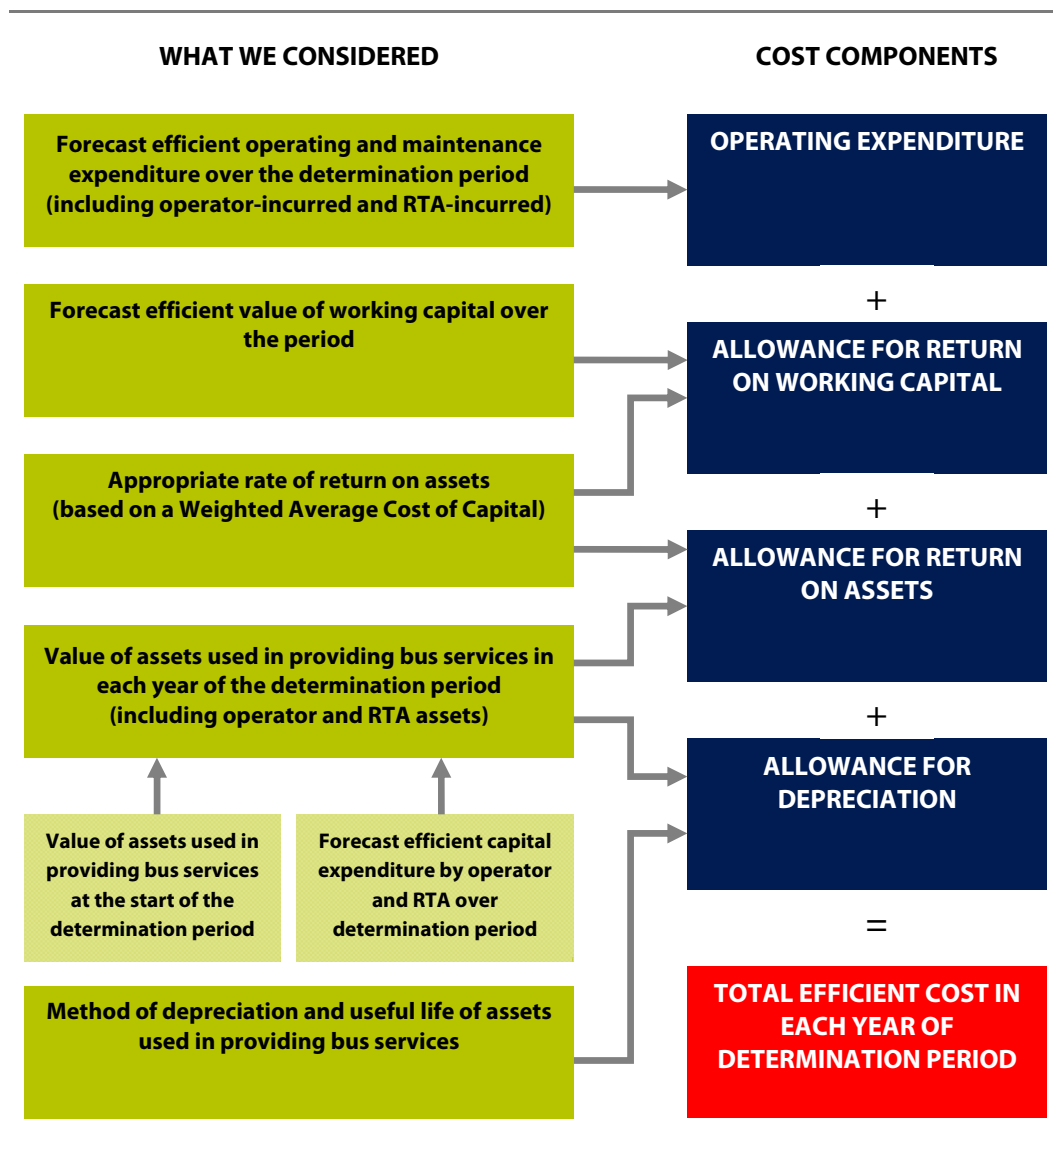 WHAT WE CONSIDERED
COST COMPONENTS
Forecast efficient operating and maintenance
expenditure over the determination period
(including operator-incurred and RTA-incurred)
OPERATING EXPENDITURE
+
Forecast efficient value of working capital over
the period
ALLOWANCE FOR RETURN
ON WORKING CAPITAL
Appropriate rate of return on assets
(based on a Weighted Average Cost of Capital)
+
ALLOWANCE FOR RETURN
ON ASSETS
Value of assets used in providing bus services in
each year of the determination period
(including operator and RTA assets)
+
ALLOWANCE FOR
DEPRECIATION
Value of assets used in
providing bus services
at the start of the
determination period
Forecast efficient capital
expenditure by operator
and RTA over
determination period
=
Method of depreciation and useful life of assets
used in providing bus services
TOTAL EFFICIENT COST IN
EACH YEAR OF
DETERMINATION PERIOD